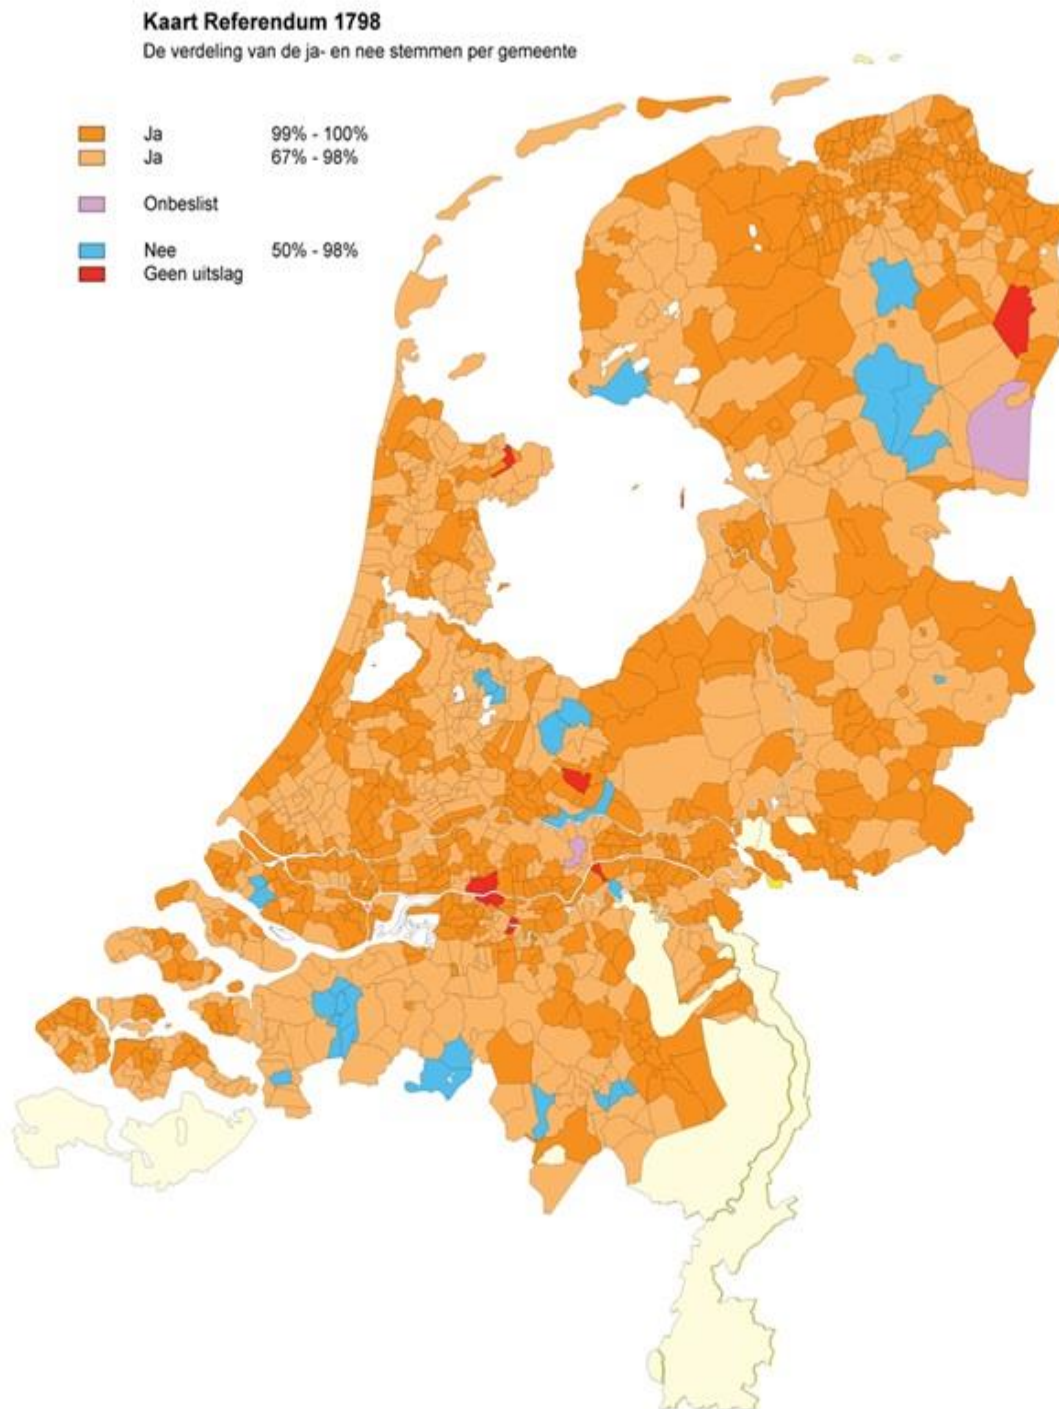 Kaart Referendum 1798
De verdeling van de ja- en nee stemmen per gemeente
Ja 99% - 100%
Ja 67% - 98%
Onbeslist
Nee 50% - 98%
Geen uitslag